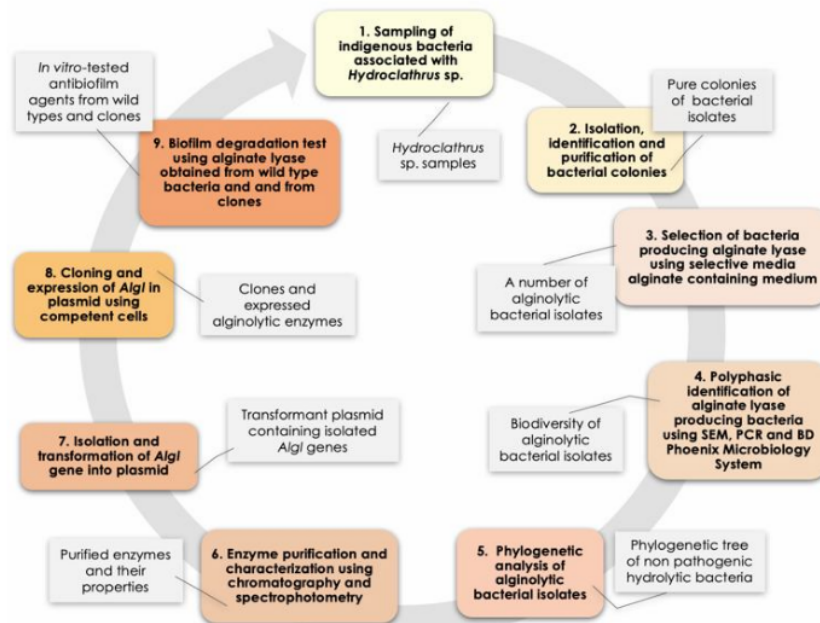 1. Sampling of
indigenous bacteria
associated with
Hydroclathrus sp.
Hydroclathrus
sp. samples
Pure colonies
of bacterial
isolates
2. Isolation,
identification and
purification of
bacterial colonies
3. Selection of bacteria
producing alginate lyase
using selective media
alginate containing medium
A number of
alginolytic
bacterial isolates
4. Polyphasic
identification of
alginate lyase
producing bacteria
using SEM, PCR and BD
Phoenix Microbiology
System
Biodiversity of
alginolytic
bacterial isolates
5. Phylogenetic
analysis of
alginolytic
bacterial isolates
Phylogenetic tree
of non pathogenic
hydrolytic bacteria
6. Enzyme purification and
characterization using
chromatography and
spectrophotometry
Purified enzymes
and their
properties
7. Isolation and
transformation of Algl
gene into plasmid
Transformant plasmid
containing isolated
Algl genes
8. Cloning and
expression of Algl in
plasmid using
competent cells
Clones and
expressed
alginolytic enzymes
9. Biofilm degradation test
using alginate lyase
obtained from wild type
bacteria and and from
clones
In vitro-tested
antibiofilm
agents from wild
types and clones